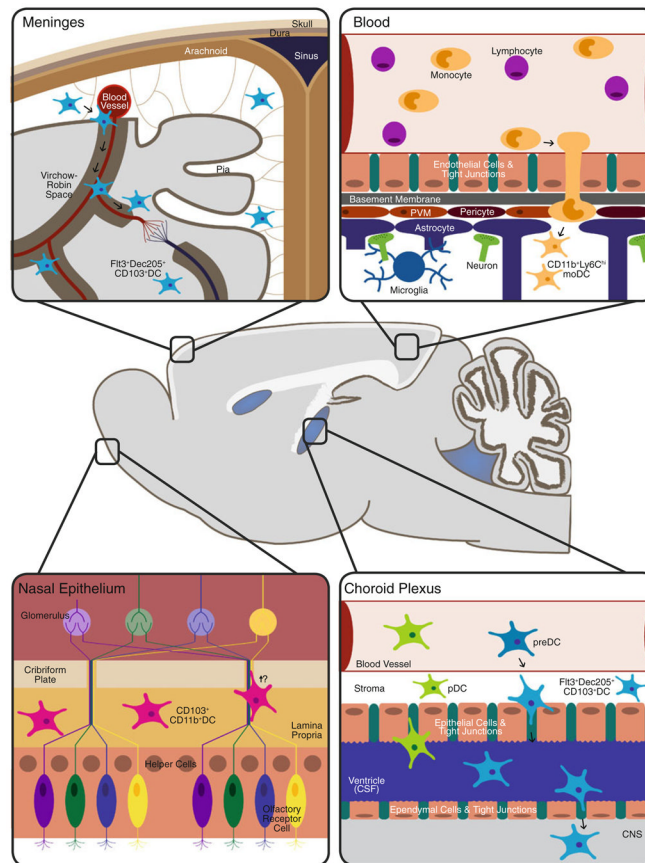 Meninges
Skull
Dura
Arachnoid
Sinus
Blood
Vessel
Virchow-
Robin
Space
Pia
Flt3⁺Dec205⁺
CD103⁺DC
Blood
Lymphocyte
Monocyte
Endothelial Cells &
Tight Junctions
Basement Membrane
PVM
Pericyte
Astrocyte
Neuron
Microglia
CD11b⁺Ly6Cʰⁱ
moDC
Nasal Epithelium
Glomerulus
Cribriform
Plate
†?
CD103⁺
CD11b⁺DC
Lamina
Propria
Helper Cells
Olfactory
Receptor
Cell
Choroid Plexus
preDC
Blood Vessel
Stroma
pDC
Flt3⁺Dec205⁺
CD103⁺DC
Epithelial Cells &
Tight Junctions
Ventricle
(CSF)
Ependymal Cells & Tight Junctions
CNS